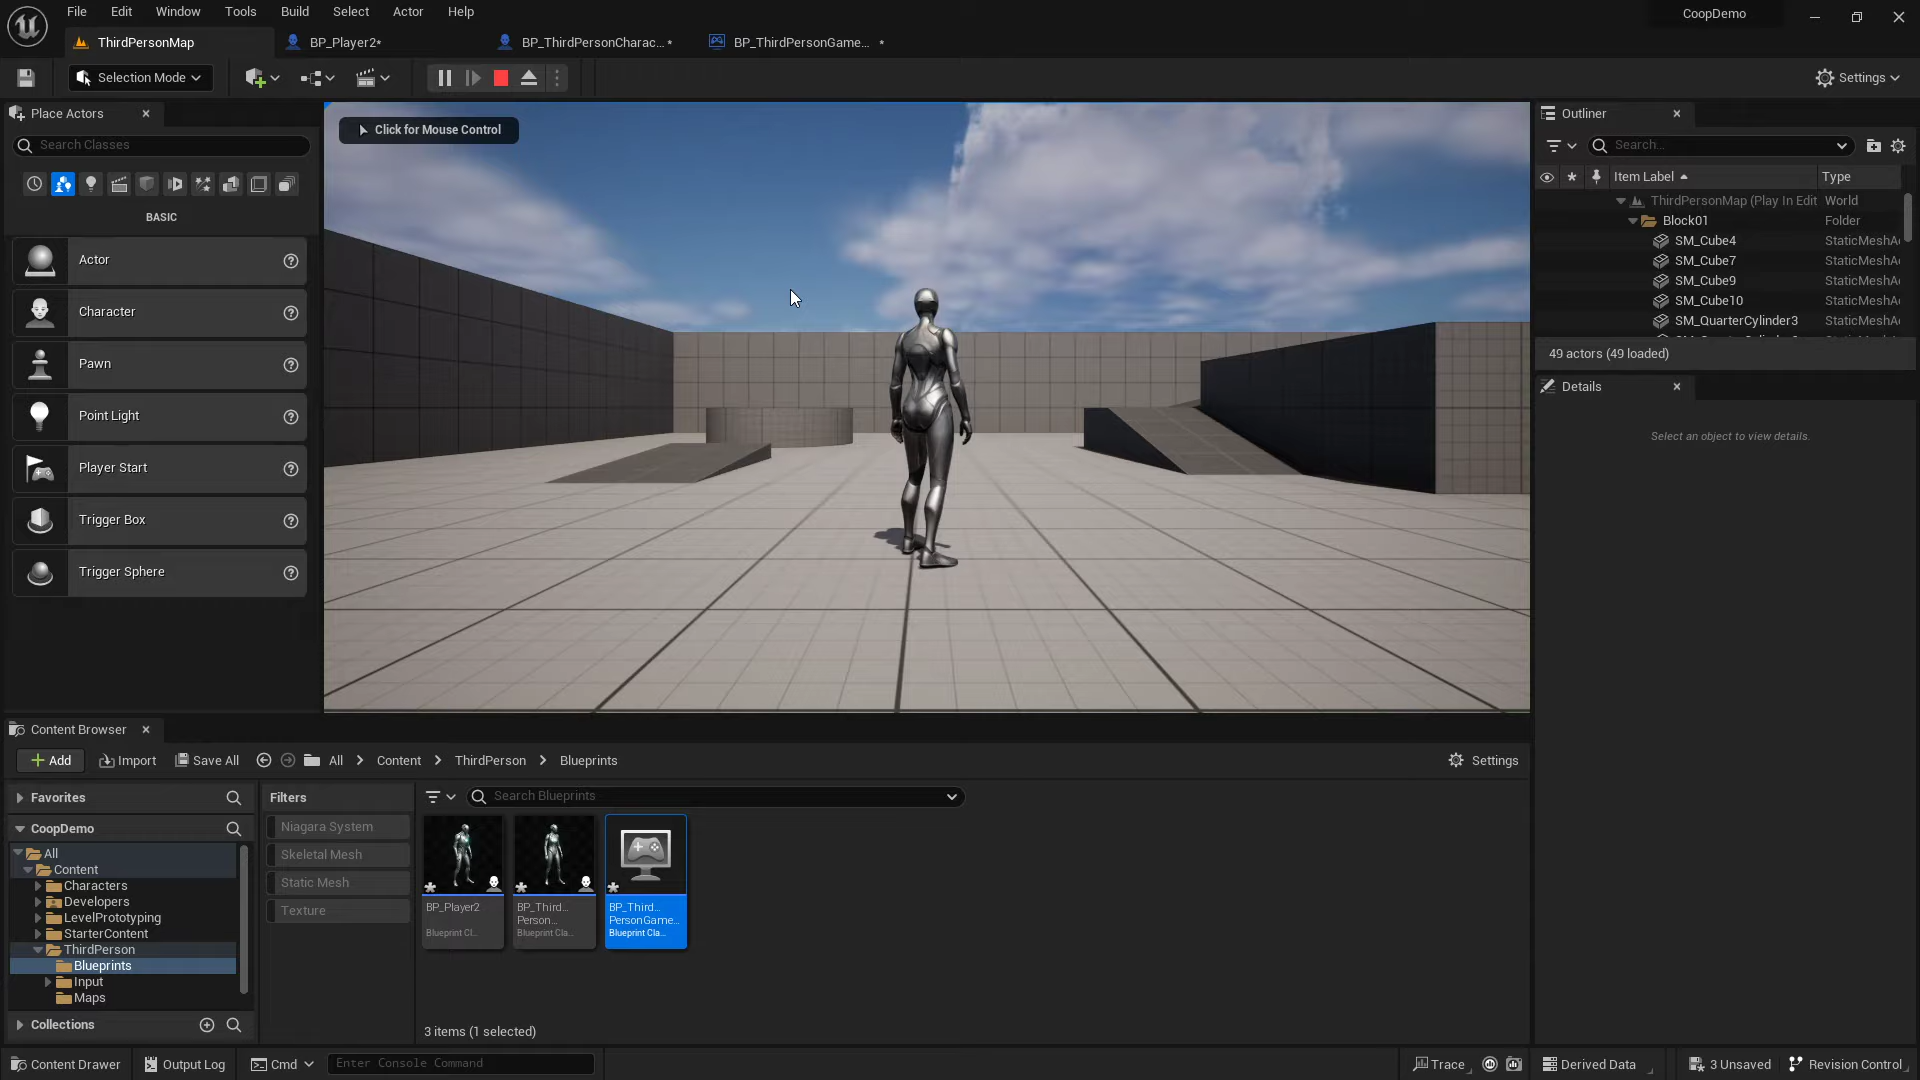 File Edit Window Tools Build Select Actor Help
CoopDemo
ThirdPersonMap
BP_Player2*
BP_ThirdPersonCharac... *
BP_ThirdPersonGame... *
Selection Mode
Settings
Place Actors
Search Classes
BASIC
Actor
Character
Pawn
Point Light
Player Start
Trigger Box
Trigger Sphere
Click for Mouse Control
Outliner
Search...
Item Label Type
ThirdPersonMap (Play In Edit World
Block01 Folder
SM_Cube4 StaticMeshA
SM_Cube7 StaticMeshA
SM_Cube9 StaticMeshA
SM_Cube10 StaticMeshA
SM_QuarterCylinder3 StaticMeshA
49 actors (49 loaded)
Details
Select an object to view details.
Content Browser
Add Import Save All All Content ThirdPerson Blueprints Settings
Favorites
CoopDemo
All
Content
Characters
Developers
LevelPrototyping
StarterContent
ThirdPerson
Blueprints
Input
Maps
Collections
Filters
Niagara System
Skeletal Mesh
Static Mesh
Texture
Search Blueprints
BP_Player2
Blueprint Cl...
BP_Third...
Person...
Blueprint Cla...
BP_Third...
PersonGame...
Blueprint Cla...
3 items (1 selected)
Content Drawer Output Log Cmd Enter Console Command Trace Derived Data 3 Unsaved Revision Control